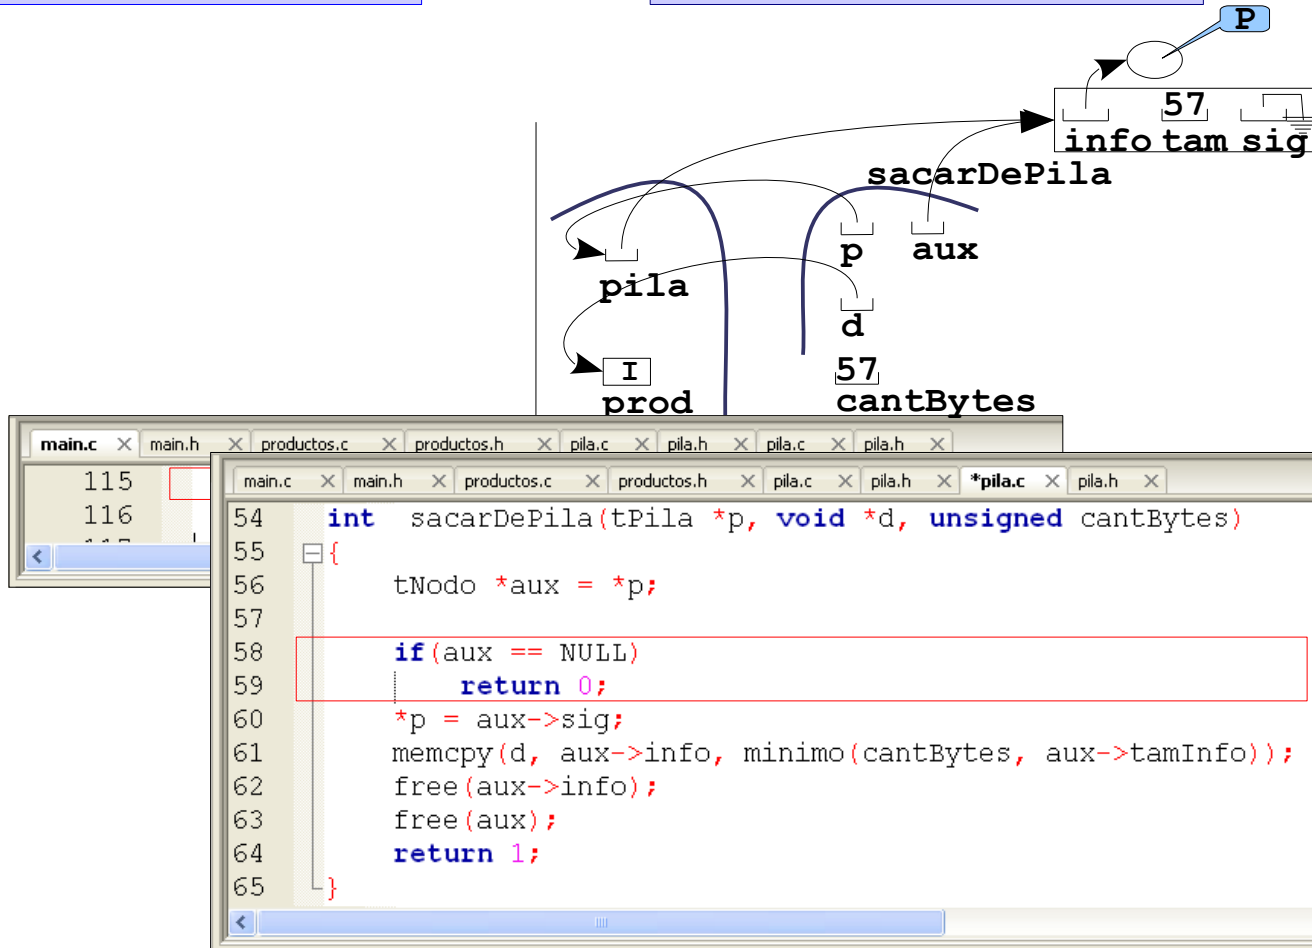 P
57
info tam sig
sacarDePila
p aux
pila
d
I
57
prod
cantBytes
main.c main.h productos.c productos.h pila.c pila.h pila.c pila.h
115
116
main.c main.h productos.c productos.h pila.c pila.h *pila.c pila.h
54 int sacarDePila(tPila *p, void *d, unsigned cantBytes)
55 {
56 tNodo *aux = *p;
57
58 if(aux == NULL)
59 return 0;
60 *p = aux->sig;
61 memcpy(d, aux->info, minimo(cantBytes, aux->tamInfo));
62 free(aux->info);
63 free(aux);
64 return 1;
65 }